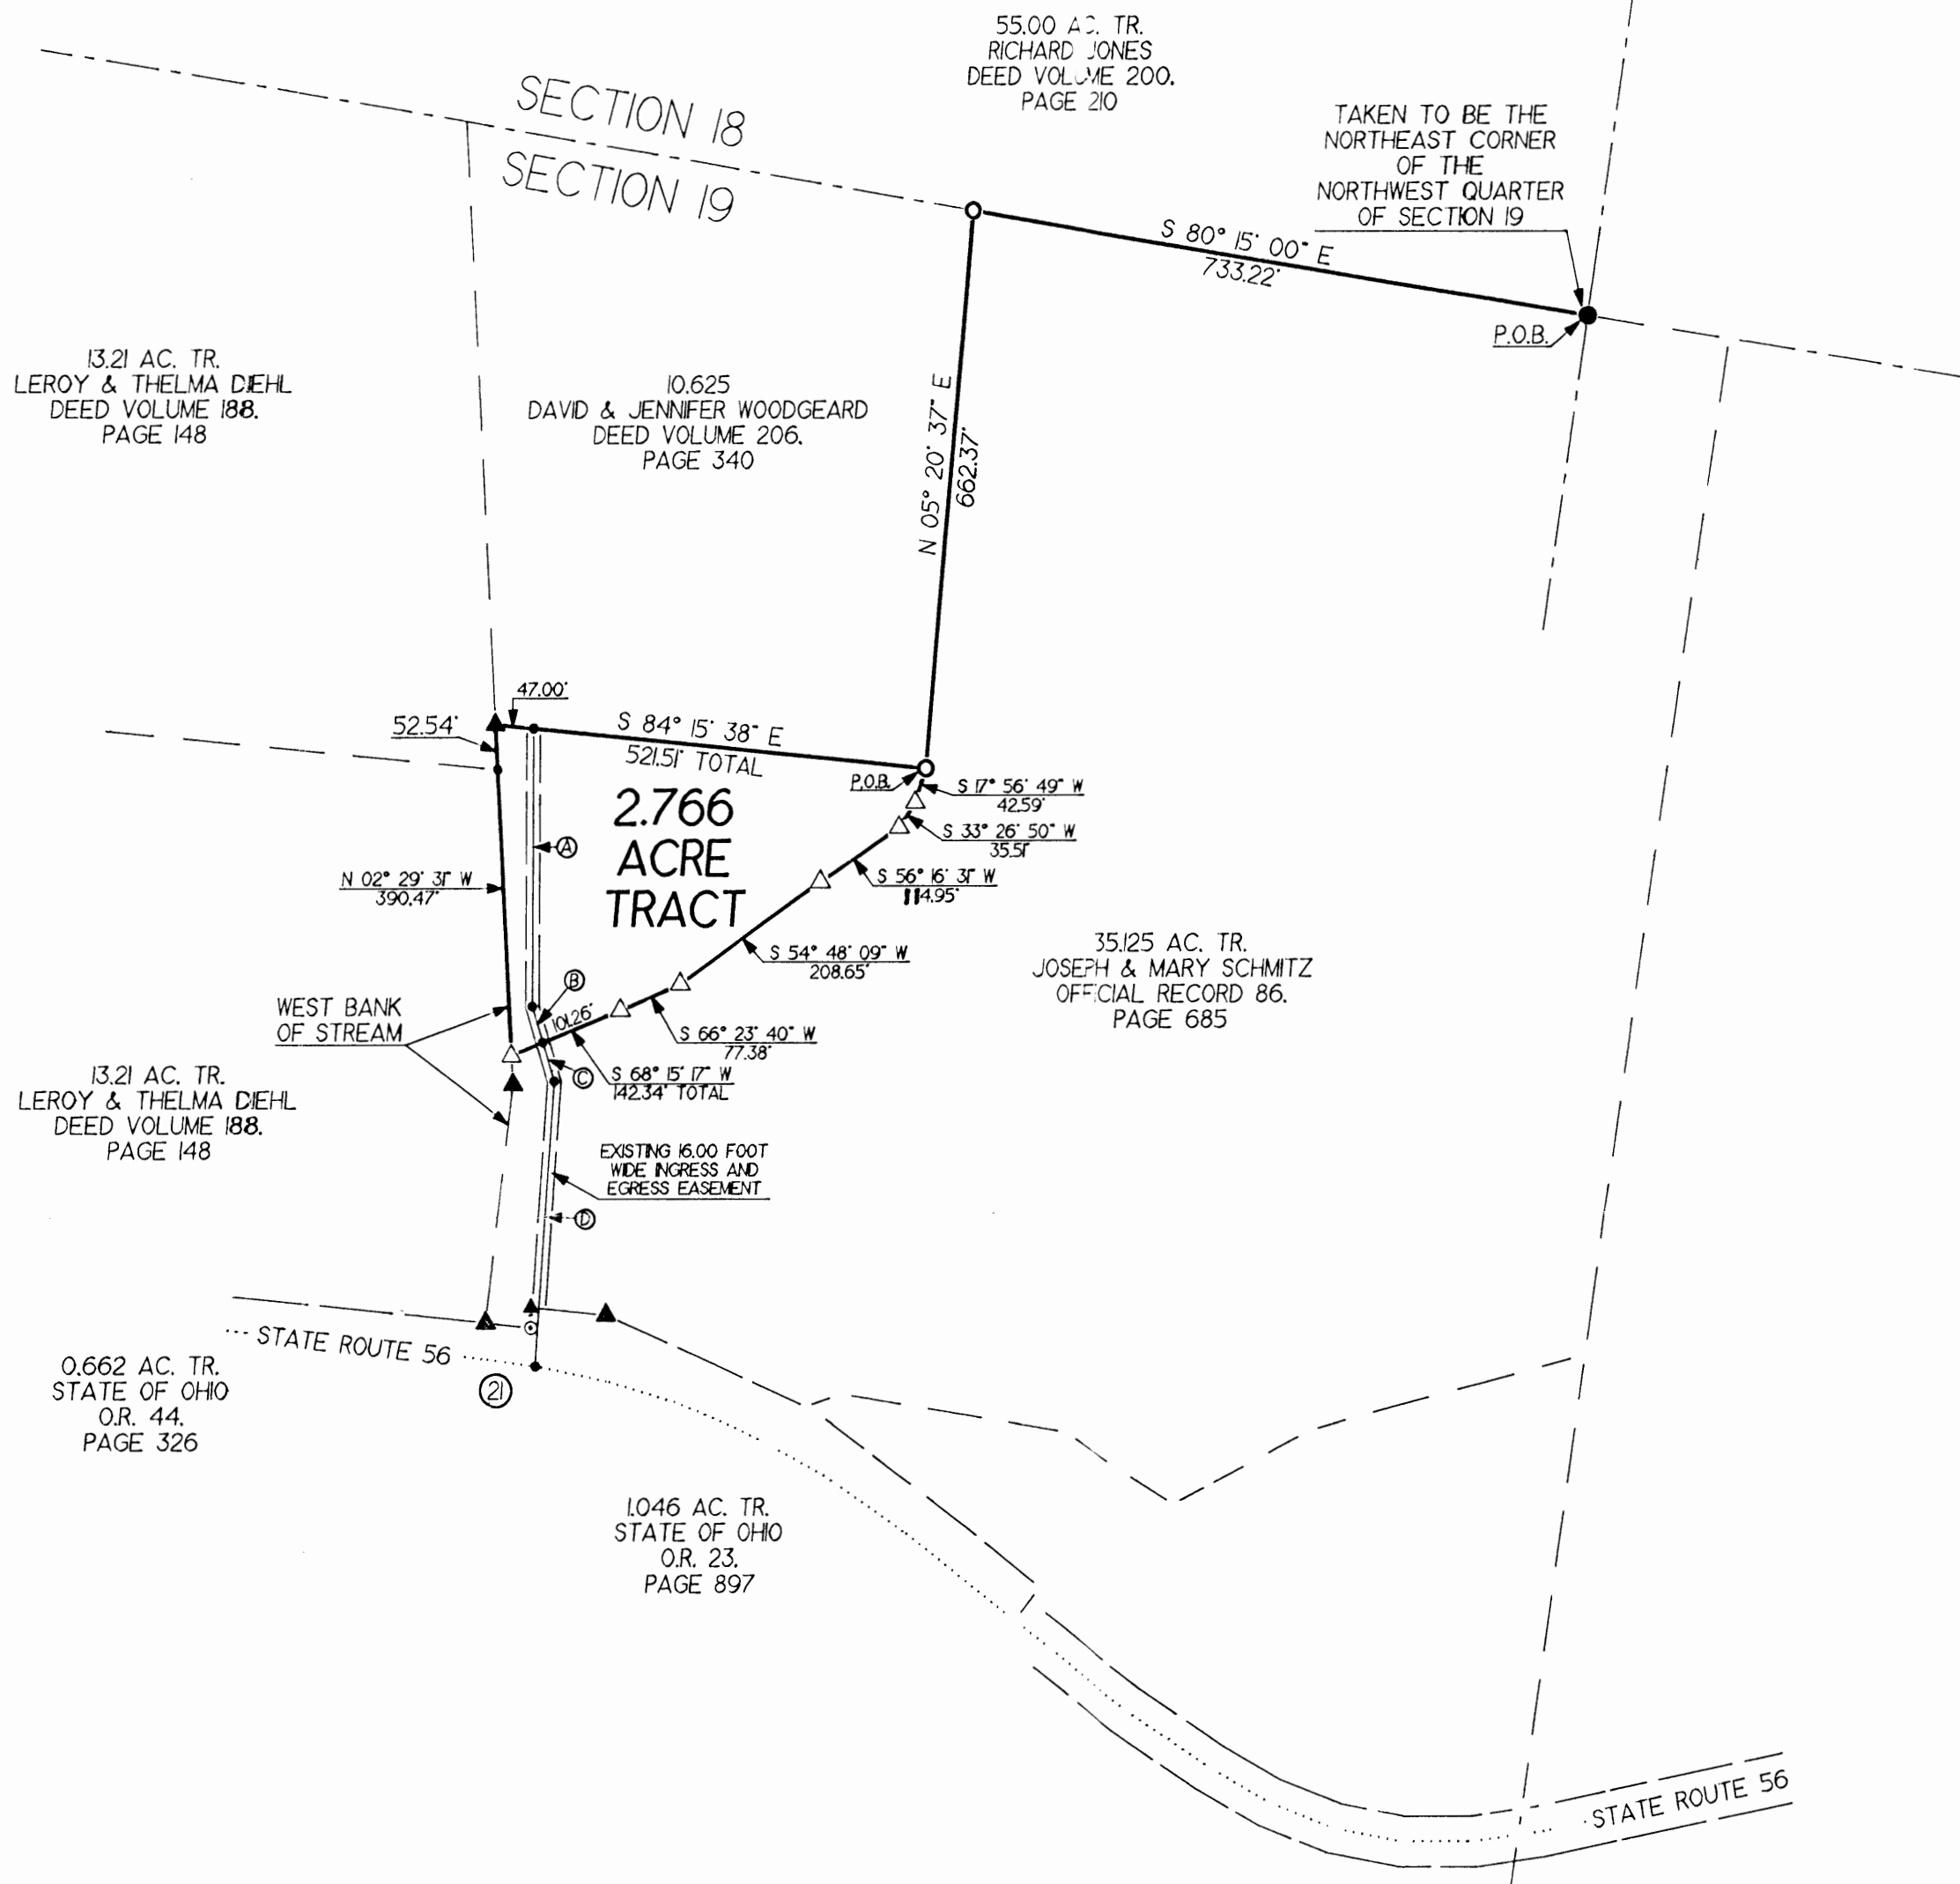 55.00 AC. TR.
RICHARD JONES
DEED VOLUME 200.
PAGE 210
SECTION 18
SECTION 19
TAKEN TO BE THE
NORTHEAST CORNER
OF THE
NORTHWEST QUARTER
OF SECTION 19
S 80° 15' 00" E
733.22'
P.O.B.
13.21 AC. TR.
LEROY & THELMA DIEHL
DEED VOLUME 188.
PAGE 148
10.625
DAVID & JENNIFER WOODGEARD
DEED VOLUME 206.
PAGE 340
N 05° 20' 37" E
662.37'
47.00'
52.54'
S 84° 15' 38" E
521.51' TOTAL
P.O.B.
S 17° 56' 49" W
42.59'
S 33° 26' 50" W
35.51'
S 56° 16' 31" W
114.95'
2.766
ACRE
TRACT
A
N 02° 29' 31" W
390.47'
S 54° 48' 09" W
208.65'
35.125 AC. TR.
JOSEPH & MARY SCHMITZ
OFFICIAL RECORD 86.
PAGE 685
B
WEST BANK
OF STREAM
101.26'
S 66° 23' 40" W
77.38'
C
S 68° 15' 17" W
142.34' TOTAL
13.21 AC. TR.
LEROY & THELMA DIEHL
DEED VOLUME 188.
PAGE 148
EXISTING 16.00 FOOT
WIDE INGRESS AND
EGRESS EASEMENT
D
STATE ROUTE 56
21
0.662 AC. TR.
STATE OF OHIO
O.R. 44.
PAGE 326
1.046 AC. TR.
STATE OF OHIO
O.R. 23.
PAGE 897
STATE ROUTE 56